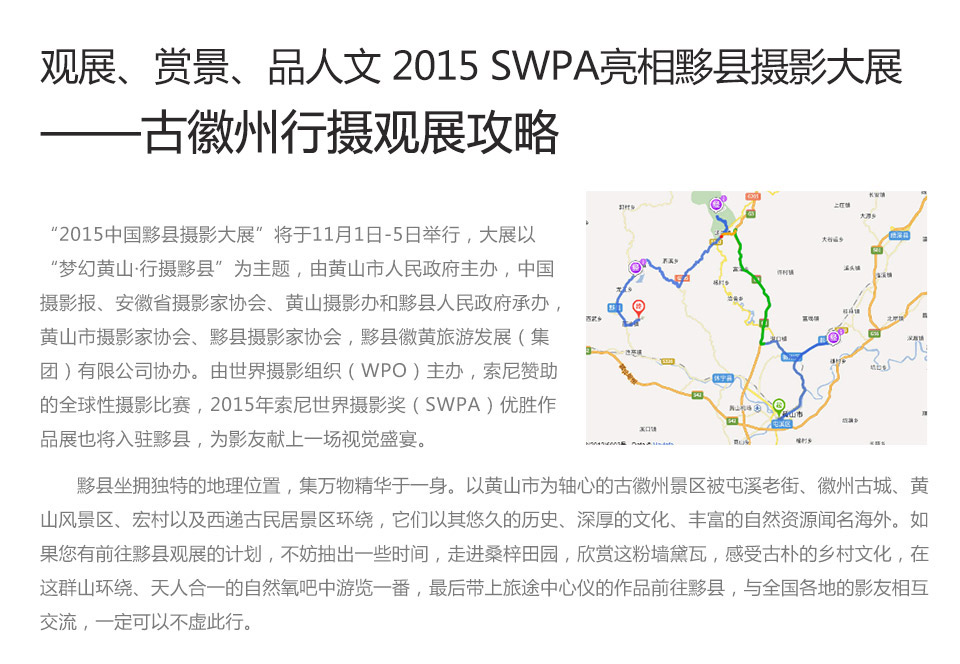 观展、赏景、品人文 2015 SWPA亮相黟县摄影大展
——古徽州行摄观展攻略
“2015中国黟县摄影大展”将于11月1日-5日举行，大展以
“梦幻黄山·行摄黟县”为主题，由黄山市人民政府主办，中国
摄影报、安徽省摄影家协会、黄山摄影办和黟县人民政府承办，
黄山市摄影家协会、黟县摄影家协会，黟县徽黄旅游发展（集
团）有限公司协办。由世界摄影组织（WPO）主办，索尼赞助
的全球性摄影比赛，2015年索尼世界摄影奖（SWPA）优胜作
品展也将入驻黟县，为影友献上一场视觉盛宴。
休宁县
屯溪区
黄山市
黟县坐拥独特的地理位置，集万物精华于一身。以黄山市为轴心的古徽州景区被屯溪老街、徽州古城、黄
山风景区、宏村以及西递古民居景区环绕，它们以其悠久的历史、深厚的文化、丰富的自然资源闻名海外。如
果您有前往黟县观展的计划，不妨抽出一些时间，走进桑梓田园，欣赏这粉墙黛瓦，感受古朴的乡村文化，在
这群山环绕、天人合一的自然氧吧中游览一番，最后带上旅途中心仪的作品前往黟县，与全国各地的影友相互
交流，一定可以不虚此行。